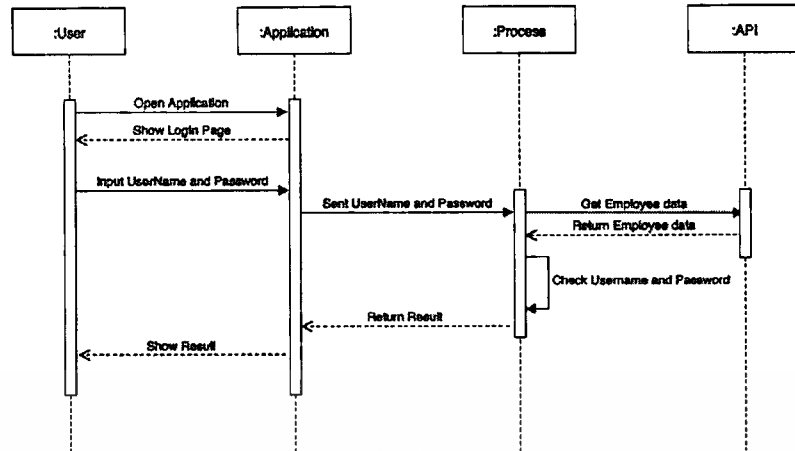 :User
:Application
:Process
:API
Open Application
Show Login Page
Input UserName and Password
Sent UserName and Password
Get Employee data
Return Employee data
Check Username and Password
Return Result
Show Result